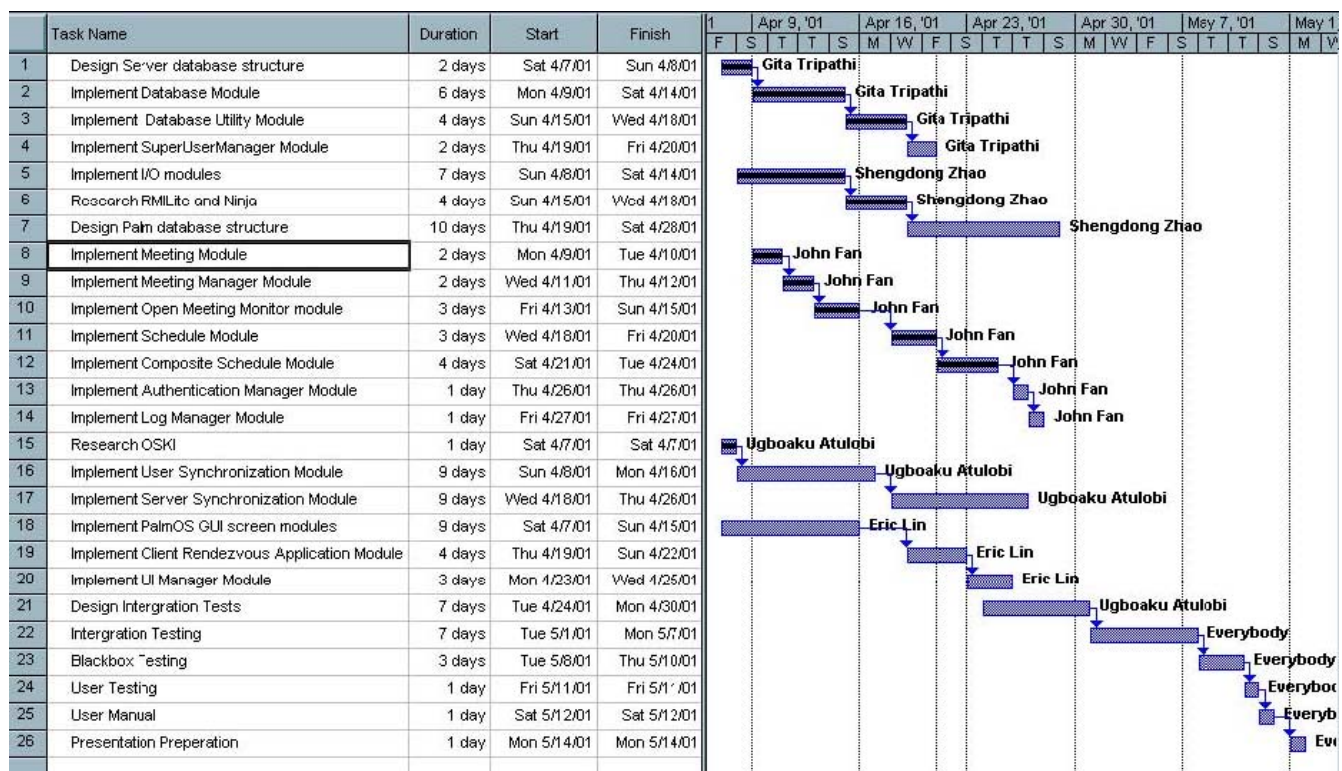 Task Name Duration Start Finish 1 Apr 9, '01 Apr 16, '01 Apr 23, '01 Apr 30, '01 May 7, '01 May 1
F S T T S M W F S T T S M W F S T T S M W
1 Design Server database structure 2 days Sat 4/7/01 Sun 4/8/01 Gita Tripathi
2 Implement Database Module 6 days Mon 4/9/01 Sat 4/14/01 Gita Tripathi
3 Implement Database Utility Module 4 days Sun 4/15/01 Wed 4/18/01 Gita Tripathi
4 Implement SuperUserManager Module 2 days Thu 4/19/01 Fri 4/20/01 Gita Tripathi
5 Implement I/O modules 7 days Sun 4/8/01 Sat 4/14/01 Shengdong Zhao
6 Research RMILite and Ninja 4 days Sun 4/15/01 Wed 4/18/01 Shengdong Zhao
7 Design Palm database structure 10 days Thu 4/19/01 Sat 4/28/01 Shengdong Zhao
8 Implement Meeting Module 2 days Mon 4/9/01 Tue 4/10/01 John Fan
9 Implement Meeting Manager Module 2 days Wed 4/11/01 Thu 4/12/01 John Fan
10 Implement Open Meeting Monitor module 3 days Fri 4/13/01 Sun 4/15/01 John Fan
11 Implement Schedule Module 3 days Wed 4/18/01 Fri 4/20/01 John Fan
12 Implement Composite Schedule Module 4 days Sat 4/21/01 Tue 4/24/01 John Fan
13 Implement Authentication Manager Module 1 day Thu 4/26/01 Thu 4/26/01 John Fan
14 Implement Log Manager Module 1 day Fri 4/27/01 Fri 4/27/01 John Fan
15 Research OSKI 1 day Sat 4/7/01 Sat 4/7/01 Ugboaku Atulobi
16 Implement User Synchronization Module 9 days Sun 4/8/01 Mon 4/16/01 Ugboaku Atulobi
17 Implement Server Synchronization Module 9 days Wed 4/18/01 Thu 4/26/01 Ugboaku Atulobi
18 Implement PalmOS GUI screen modules 9 days Sat 4/7/01 Sun 4/15/01 Eric Lin
19 Implement Client Rendezvous Application Module 4 days Thu 4/19/01 Sun 4/22/01 Eric Lin
20 Implement UI Manager Module 3 days Mon 4/23/01 Wed 4/25/01 Eric Lin
21 Design Intergration Tests 7 days Tue 4/24/01 Mon 4/30/01 Ugboaku Atulobi
22 Intergration Testing 7 days Tue 5/1/01 Mon 5/7/01 Everybody
23 Blackbox Testing 3 days Tue 5/8/01 Thu 5/10/01 Everybody
24 User Testing 1 day Fri 5/11/01 Fri 5/11/01 Everyboc
25 User Manual 1 day Sat 5/12/01 Sat 5/12/01 Everyb
26 Presentation Preperation 1 day Mon 5/14/01 Mon 5/14/01 Eve